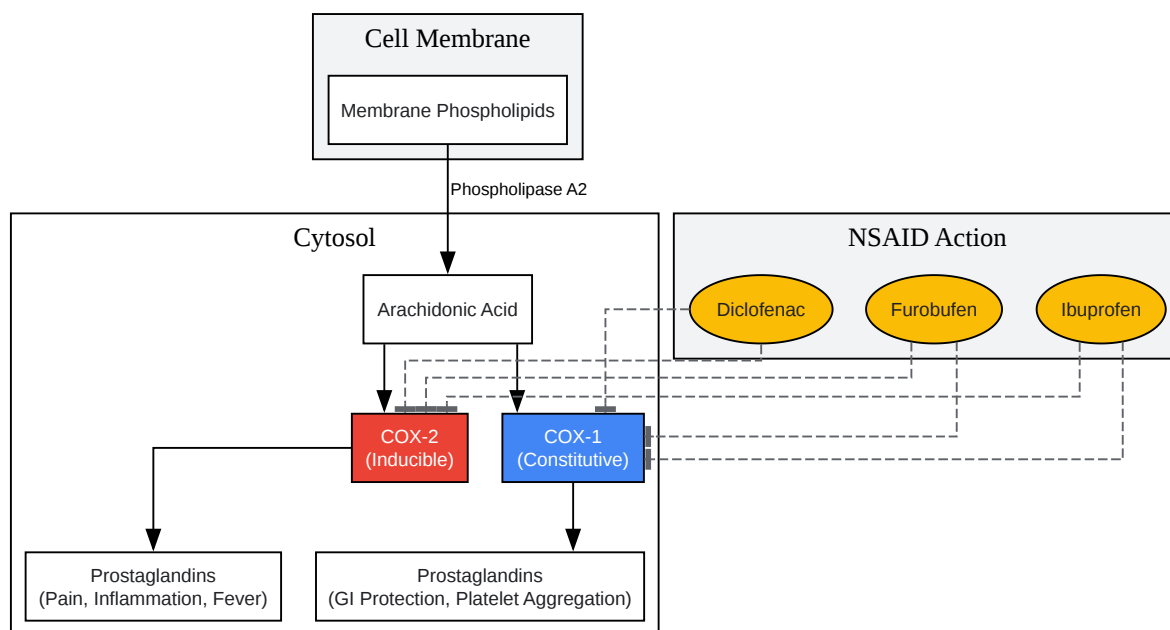 Cell Membrane
Membrane Phospholipids
Phospholipase A2
Cytosol
NSAID Action
Arachidonic Acid
Diclofenac
Furobufen
Ibuprofen
COX-2
(Inducible)
COX-1
(Constitutive)
Prostaglandins
(Pain, Inflammation, Fever)
Prostaglandins
(GI Protection, Platelet Aggregation)